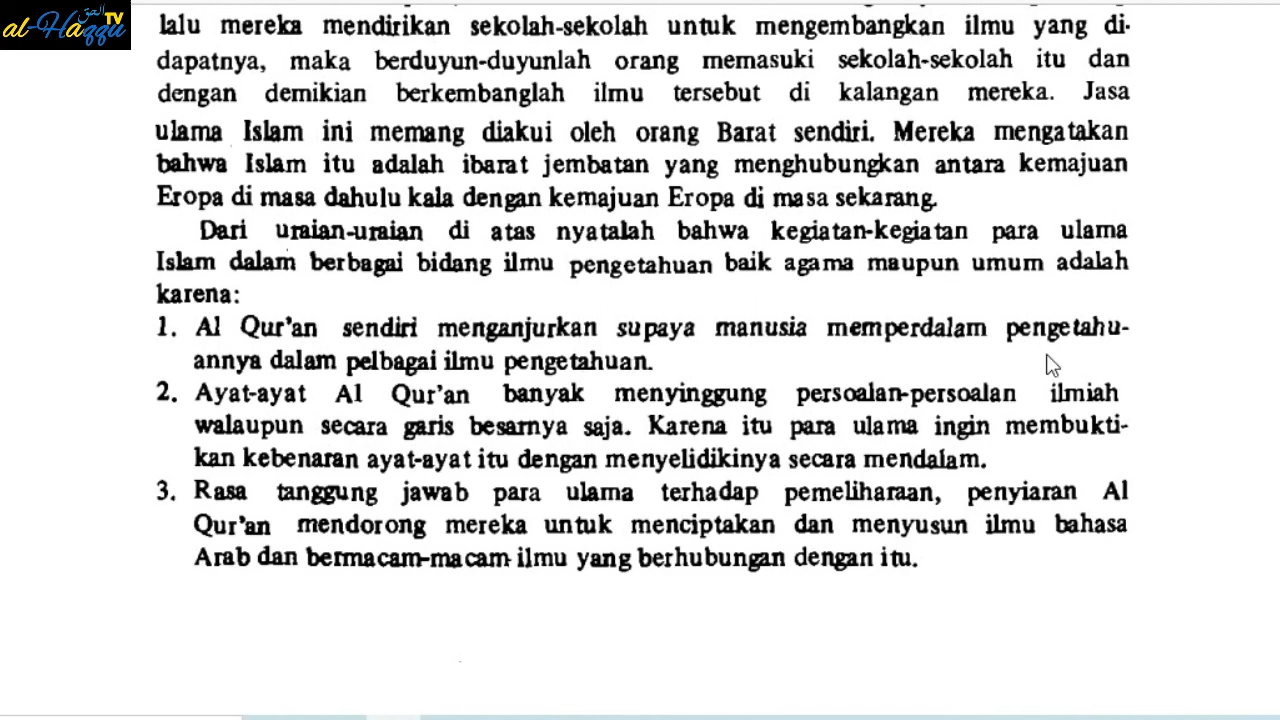 al-Haqqu TV
الحق
lalu mereka mendirikan sekolah-sekolah untuk mengembangkan ilmu yang di-
dapatnya, maka berduyun-duyunlah orang memasuki sekolah-sekolah itu dan
dengan demikian berkembanglah ilmu tersebut di kalangan mereka. Jasa
ulama Islam ini memang diakui oleh orang Barat sendiri. Mereka mengatakan
bahwa Islam itu adalah ibarat jembatan yang menghubungkan antara kemajuan
Eropa di masa dahulu kala dengan kemajuan Eropa di masa sekarang.
Dari uraian-uraian di atas nyatalah bahwa kegiatan-kegiatan para ulama
Islam dalam berbagai bidang ilmu pengetahuan baik agama maupun umum adalah
karena:
1. Al Qur'an sendiri menganjurkan supaya manusia memperdalam pengetahu-
annya dalam pelbagai ilmu pengetahuan.
2. Ayat-ayat Al Qur'an banyak menyinggung persoalan-persoalan ilmiah
walaupun secara garis besarnya saja. Karena itu para ulama ingin membukti-
kan kebenaran ayat-ayat itu dengan menyelidikinya secara mendalam.
3. Rasa tanggung jawab para ulama terhadap pemeliharaan, penyiaran Al
Qur'an mendorong mereka untuk menciptakan dan menyusun ilmu bahasa
Arab dan bermacam-macam ilmu yang berhubungan dengan itu.